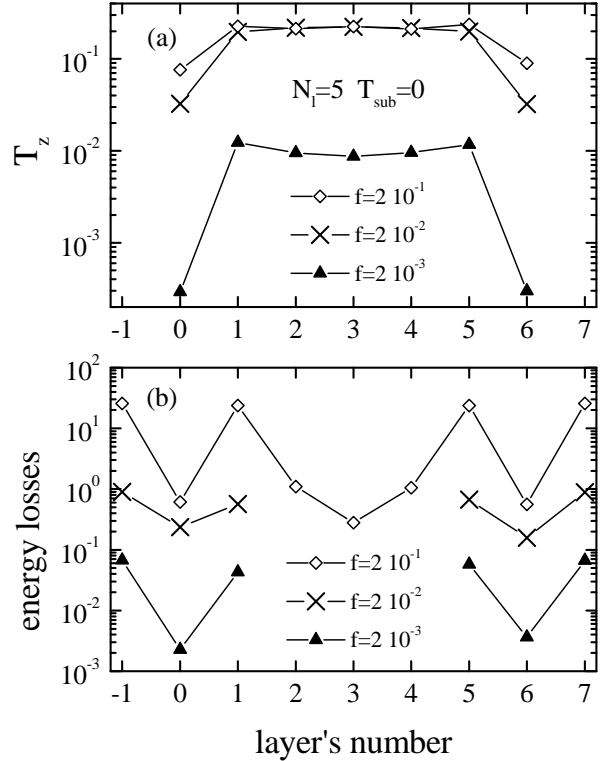 (a)
T_z
10^-1
10^-2
10^-3
N_l=5 T_sub=0
f=2 10^-1
f=2 10^-2
f=2 10^-3
-1 0 1 2 3 4 5 6 7
(b)
energy losses
10^2
10^1
10^0
10^-1
10^-2
10^-3
f=2 10^-1
f=2 10^-2
f=2 10^-3
-1 0 1 2 3 4 5 6 7
layer's number